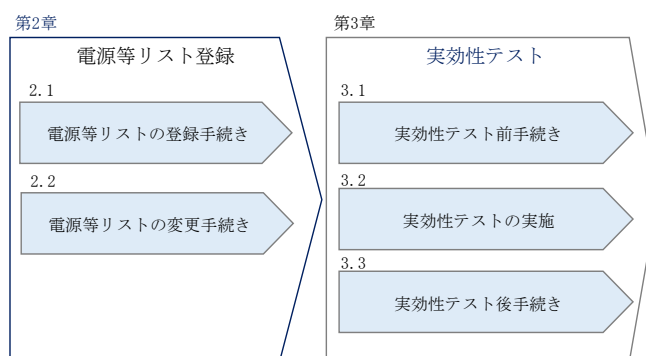 第2章
電源等リスト登録
2.1
電源等リストの登録手続き
2.2
電源等リストの変更手続き
第3章
実効性テスト
3.1
実効性テスト前手続き
3.2
実効性テストの実施
3.3
実効性テスト後手続き